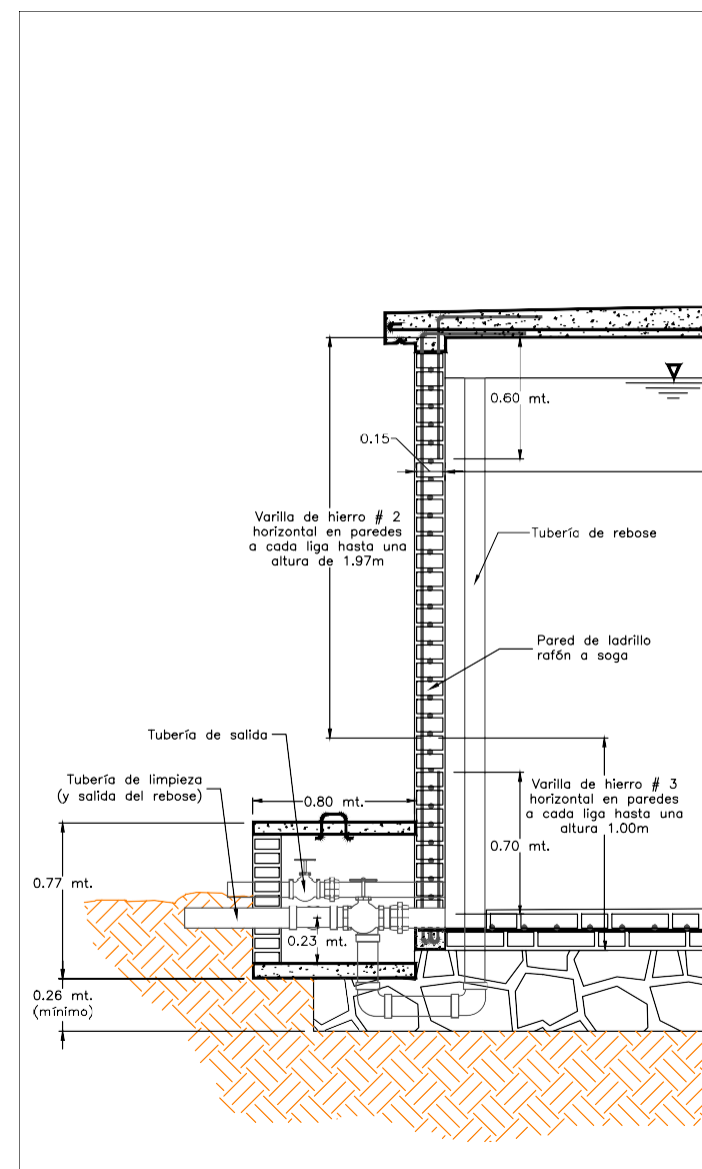 0.60 mt.
0.15
Varilla de hierro # 2
horizontal en paredes
a cada liga hasta una
altura de 1.97m
Tubería de rebose
Pared de ladrillo
rafón a soga
Tubería de salida
Tubería de limpieza
(y salida del rebose)
0.80 mt.
Varilla de hierro # 3
horizontal en paredes
a cada liga hasta una
altura 1.00m
0.70 mt.
0.77 mt.
0.23 mt.
0.26 mt.
(mínimo)